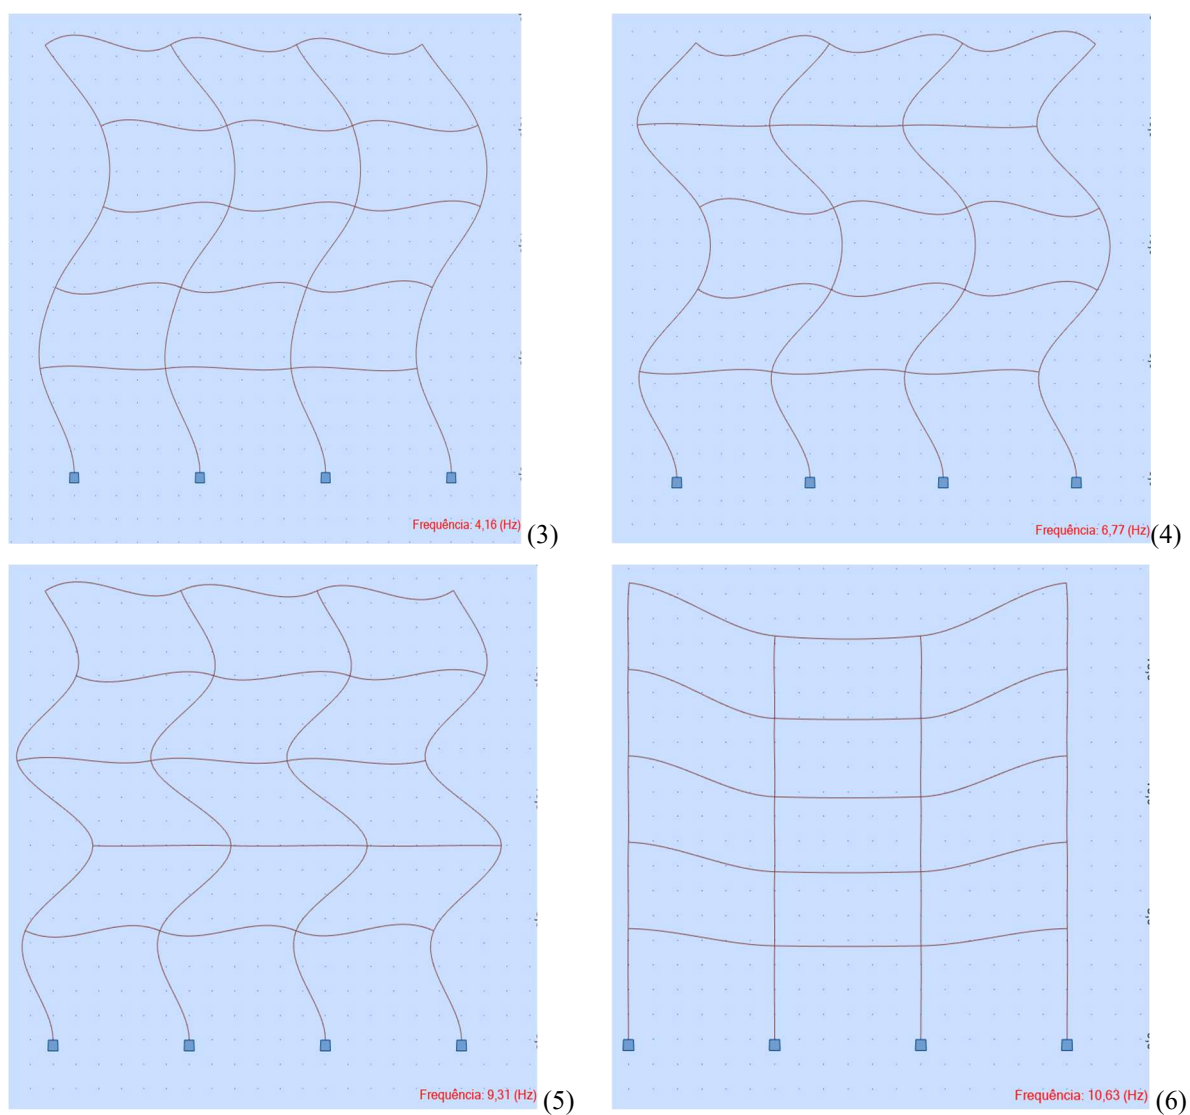 Frequência: 4,16 (Hz) (3)
Frequência: 6,77 (Hz) (4)
Frequência: 9,31 (Hz) (5)
Frequência: 10,63 (Hz) (6)